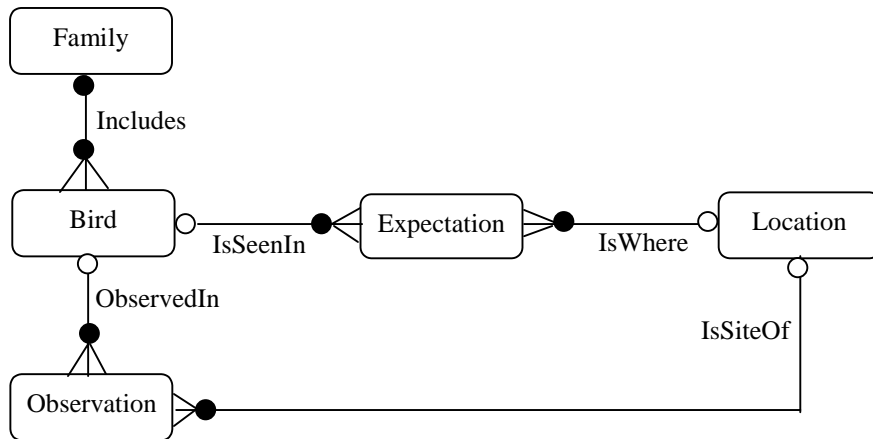 Family
Includes
Bird
Expectation
Location
IsSeenIn
IsWhere
ObservedIn
IsSiteOf
Observation